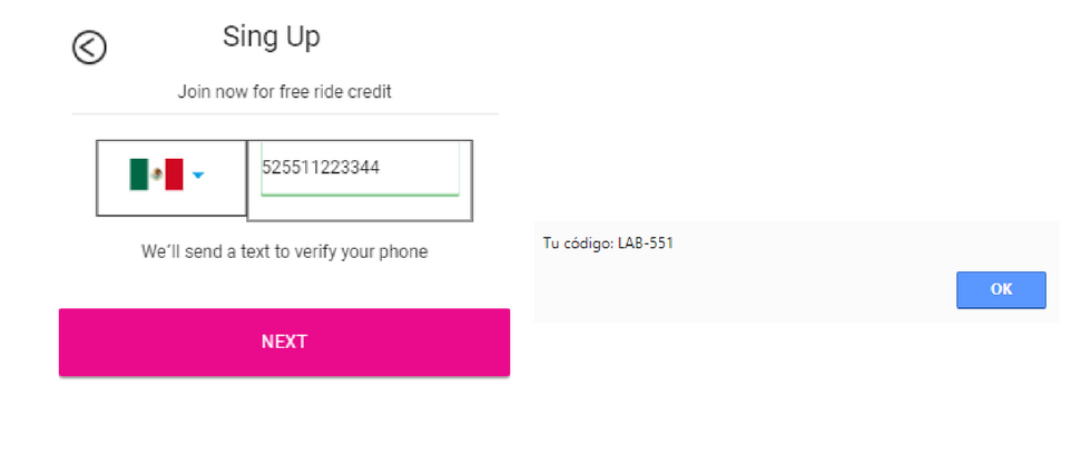 Sing Up
Join now for free ride credit
525511223344
We´ll send a text to verify your phone
NEXT
Tu código: LAB-551
OK